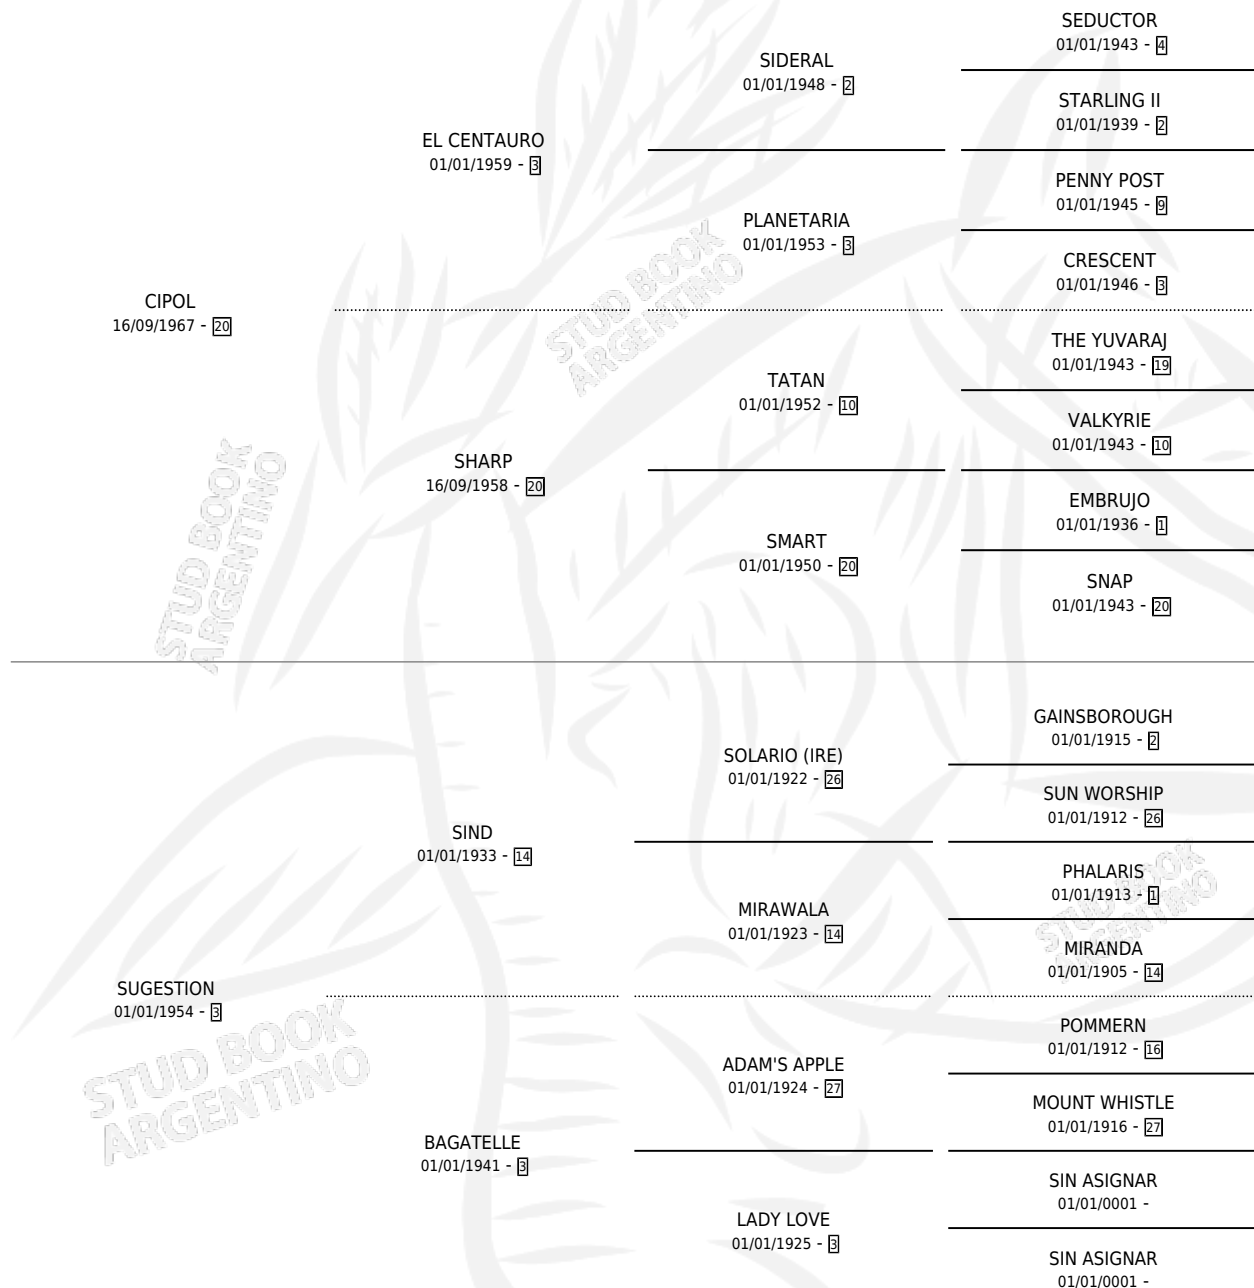 SEDUCTOR
01/01/1943 - 4
SIDERAL
01/01/1948 - 2
STARLING II
01/01/1939 - 2
EL CENTAURO
01/01/1959 - 3
PENNY POST
01/01/1945 - 9
PLANETARIA
01/01/1953 - 3
CRESCENT
01/01/1946 - 3
CIPOL
16/09/1967 - 20
THE YUVARAJ
01/01/1943 - 19
TATAN
01/01/1952 - 10
VALKYRIE
01/01/1943 - 10
SHARP
16/09/1958 - 20
EMBRUJO
01/01/1936 - 1
SMART
01/01/1950 - 20
SNAP
01/01/1943 - 20
GAINSBOROUGH
01/01/1915 - 2
SOLARIO (IRE)
01/01/1922 - 26
SUN WORSHIP
01/01/1912 - 26
SIND
01/01/1933 - 14
PHALARIS
01/01/1913 - 1
MIRAWALA
01/01/1923 - 14
MIRANDA
01/01/1905 - 14
SUGESTION
01/01/1954 - 3
POMMERN
01/01/1912 - 16
ADAM'S APPLE
01/01/1924 - 27
MOUNT WHISTLE
01/01/1916 - 27
BAGATELLE
01/01/1941 - 3
SIN ASIGNAR
01/01/0001 -
LADY LOVE
01/01/1925 - 3
SIN ASIGNAR
01/01/0001 -
STUD BOOK
ARGENTINO
STUD BOOK
ARGENTINO
STUD BOOK
ARGENTINO
STUD BOOK
ARGENTINO